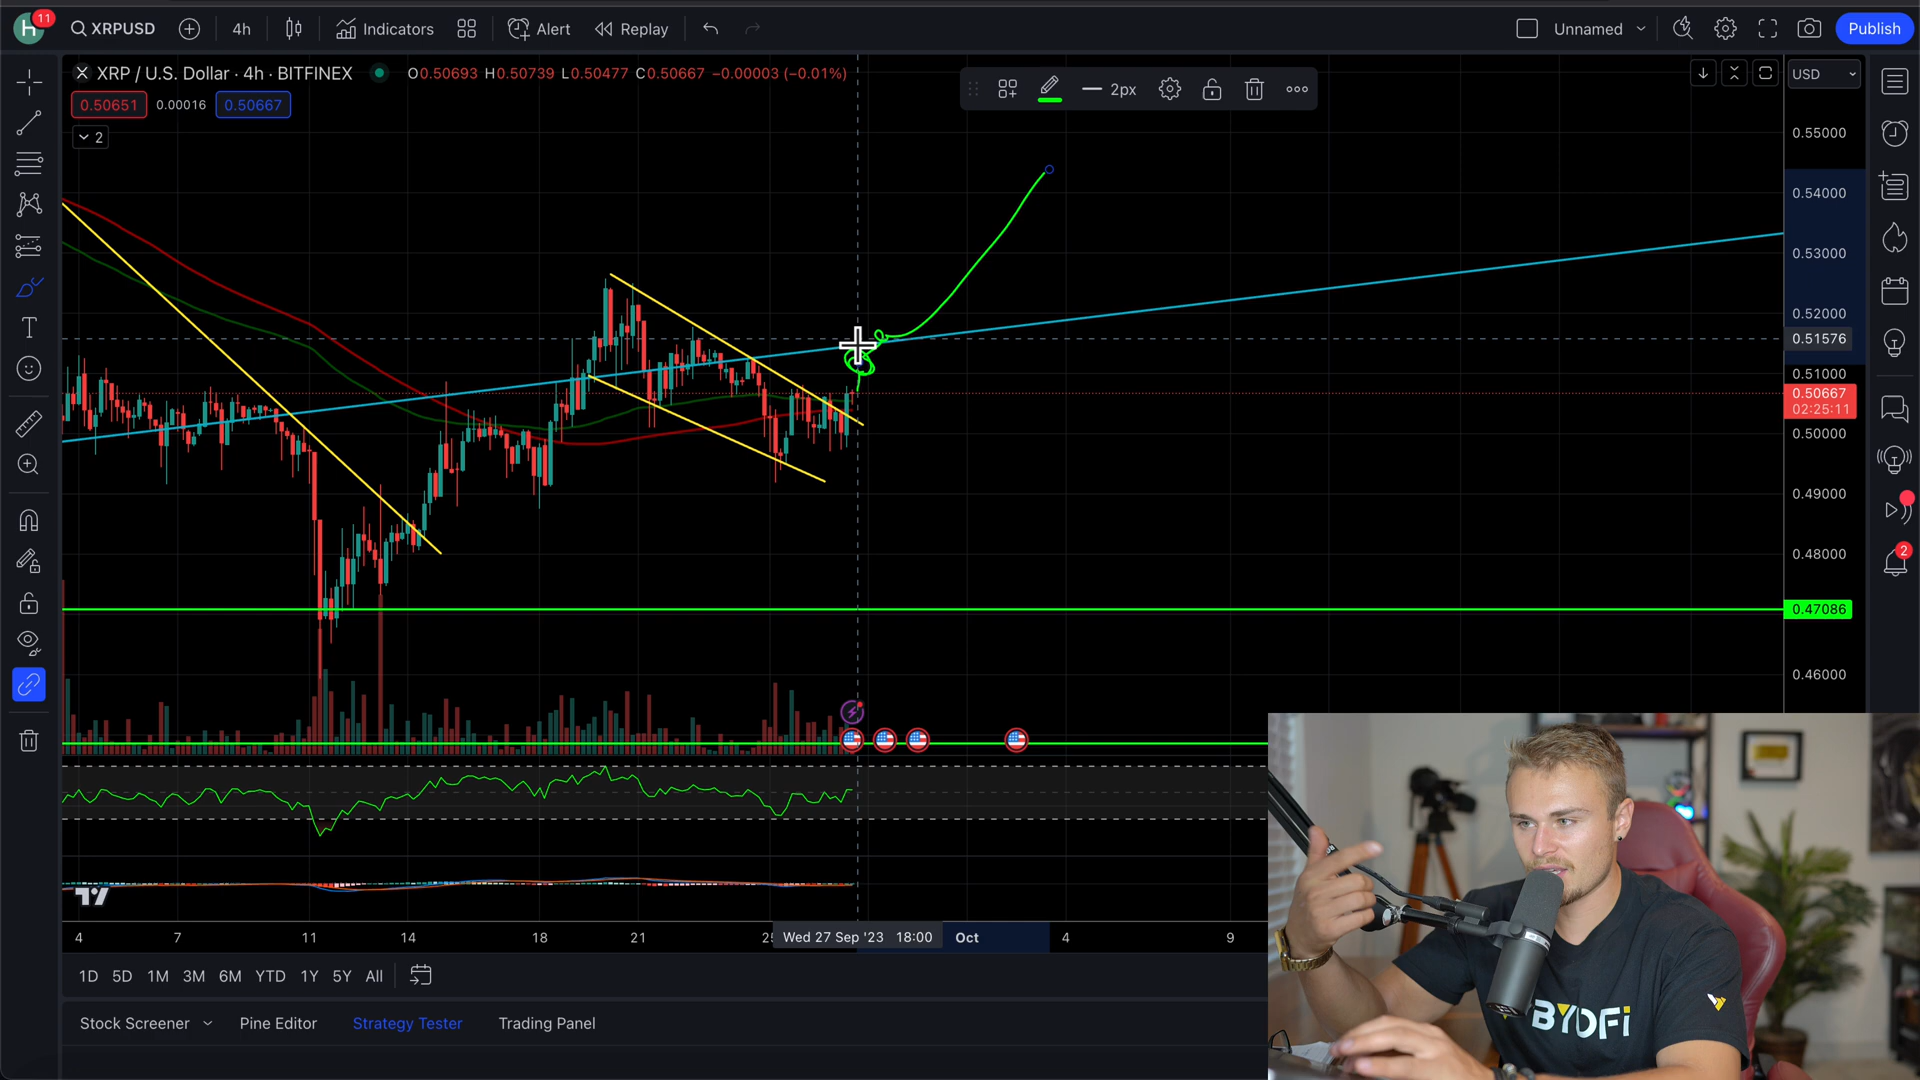 H 11 XRPUSD 4h Indicators Alert Replay Unnamed Publish
XRP / U.S. Dollar · 4h · BITFINEX O0.50693 H0.50739 L0.50477 C0.50667 −0.00003 (−0.01%)
USD
2px
0.50651 0.00016 0.50667
2
0.55000
0.54000
0.53000
0.52000
0.51576
0.51000
0.50667
02:25:11
0.50000
0.49000
0.48000
0.47086
0.46000
2
4 7 11 14 18 21 25 Wed 27 Sep '23 18:00 Oct 4 9
1D 5D 1M 3M 6M YTD 1Y 5Y All
Stock Screener Pine Editor Strategy Tester Trading Panel
BYDFi